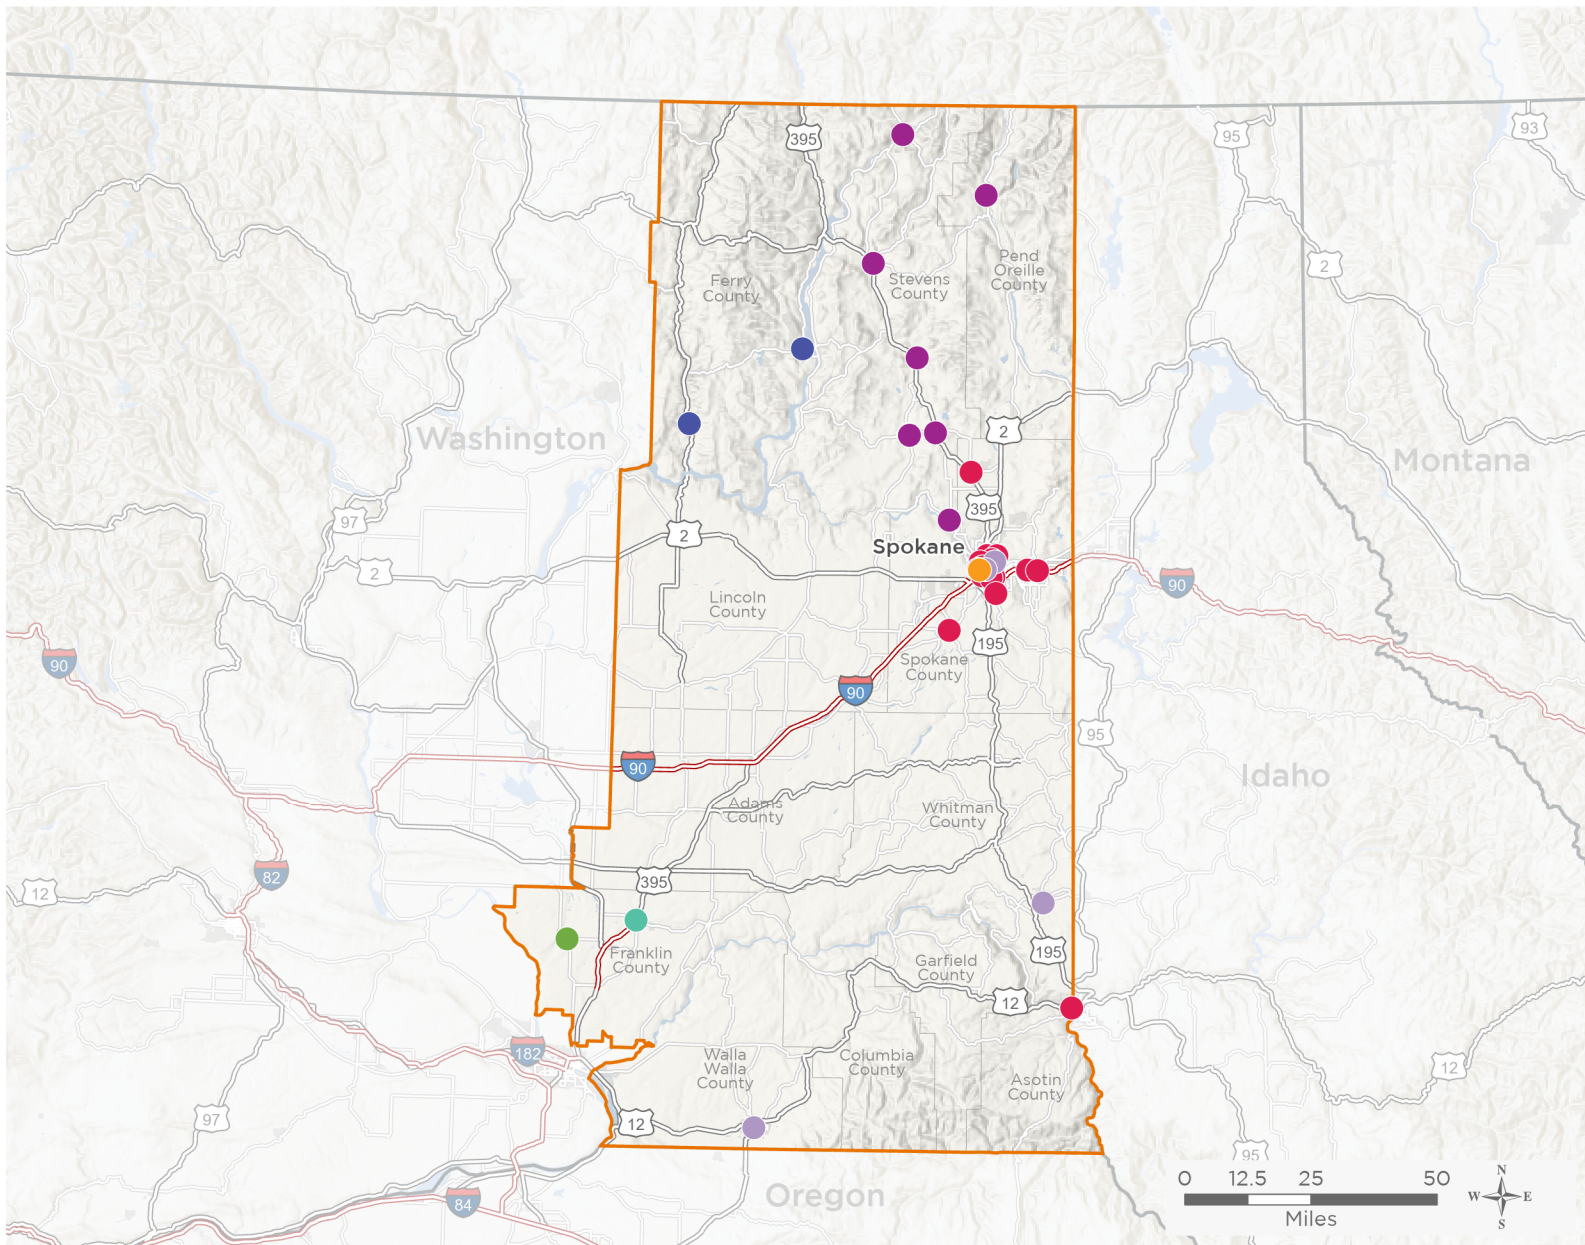 395
95
93
2
Pend
Oreille
County
Ferry
County
Stevens
County
Washington
2
Montana
395
97
2
Spokane
2
90
90
Lincoln
County
195
Spokane
County
90
95
90
Idaho
Adams
County
Whitman
County
82
395
12
Franklin
County
195
Garfield
County
12
182
Walla
Walla
County
Columbia
County
12
Asotin
County
97
12
95
Oregon
84
0 12.5 25 50
Miles
N
W E
S